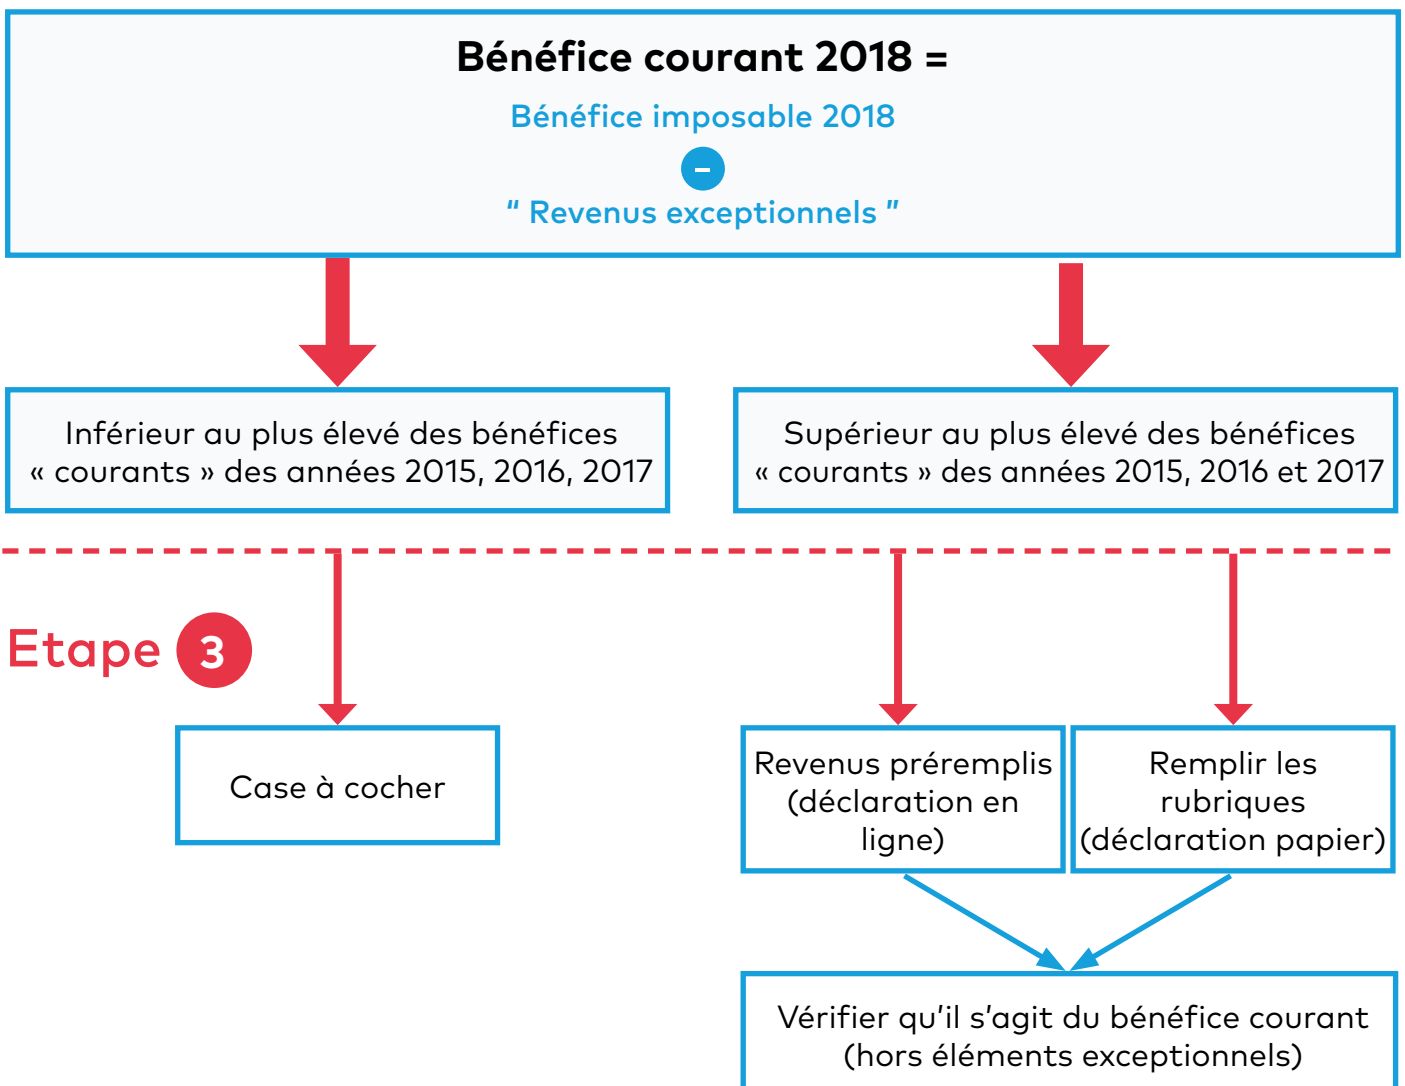 Bénéfice courant 2018 =
Bénéfice imposable 2018
-
“ Revenus exceptionnels ”
Inférieur au plus élevé des bénéfices
« courants » des années 2015, 2016, 2017
Supérieur au plus élevé des bénéfices
« courants » des années 2015, 2016 et 2017
Etape 3
Case à cocher
Revenus préremplis
(déclaration en
ligne)
Remplir les
rubriques
(déclaration papier)
Vérifier qu’il s’agit du bénéfice courant
(hors éléments exceptionnels)